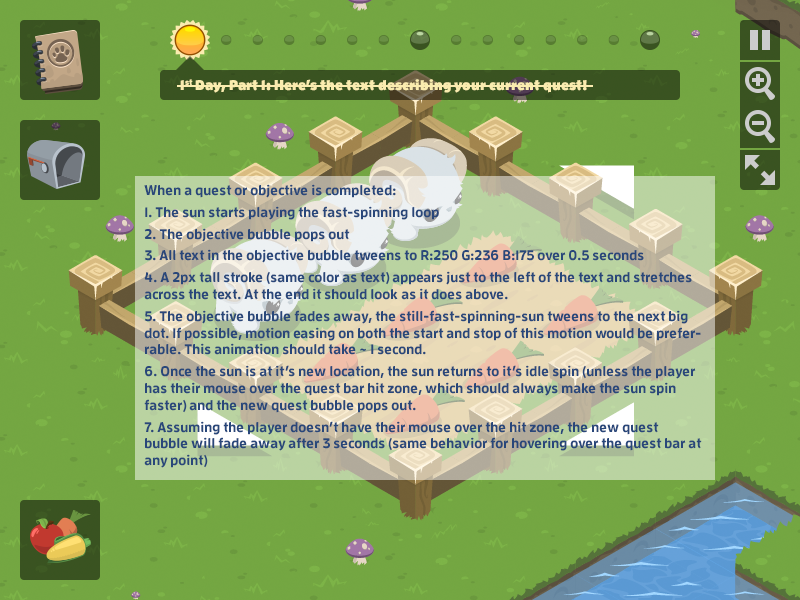 1st Day, Part 1: Here's the text describing your current quest!
When a quest or objective is completed:
1. The sun starts playing the fast-spinning loop
2. The objective bubble pops out
3. All text in the objective bubble tweens to R:250 G:236 B:175 over 0.5 seconds
4. A 2px tall stroke (same color as text) appears just to the left of the text and stretches
across the text. At the end it should look as it does above.
5. The objective bubble fades away, the still-fast-spinning-sun tweens to the next big
dot. If possible, motion easing on both the start and stop of this motion would be prefer-
rable. This animation should take ~ 1 second.
6. Once the sun is at it's new location, the sun returns to it's idle spin (unless the player
has their mouse over the quest bar hit zone, which should always make the sun spin
faster) and the new quest bubble pops out.
7. Assuming the player doesn't have their mouse over the hit zone, the new quest
bubble will fade away after 3 seconds (same behavior for hovering over the quest bar at
any point)